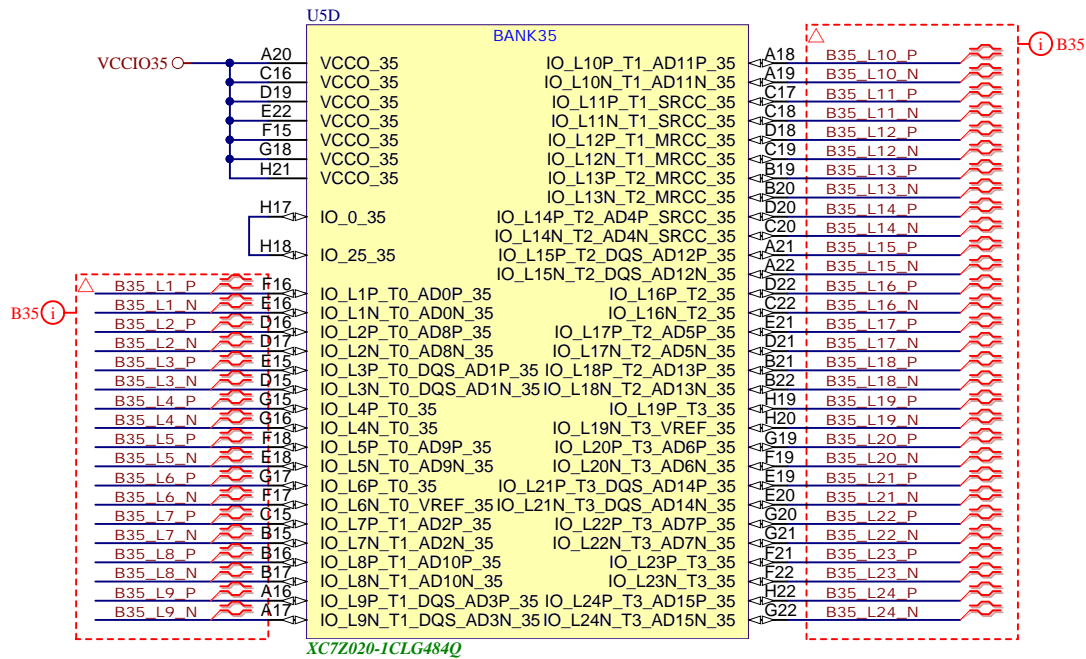 U5D
BANK35
VCCIO35
A20 VCCO_35
C16 VCCO_35
D19 VCCO_35
E22 VCCO_35
F15 VCCO_35
G18 VCCO_35
H21 VCCO_35
H17 IO_0_35
H18 IO_25_35
B35
B35_L1_P F16 IO_L1P_T0_AD0P_35
B35_L1_N E16 IO_L1N_T0_AD0N_35
B35_L2_P D16 IO_L2P_T0_AD8P_35
B35_L2_N D17 IO_L2N_T0_AD8N_35
B35_L3_P E15 IO_L3P_T0_DQS_AD1P_35
B35_L3_N D15 IO_L3N_T0_DQS_AD1N_35
B35_L4_P G15 IO_L4P_T0_35
B35_L4_N G16 IO_L4N_T0_35
B35_L5_P F18 IO_L5P_T0_AD9P_35
B35_L5_N E18 IO_L5N_T0_AD9N_35
B35_L6_P G17 IO_L6P_T0_35
B35_L6_N F17 IO_L6N_T0_VREF_35
B35_L7_P C15 IO_L7P_T1_AD2P_35
B35_L7_N B15 IO_L7N_T1_AD2N_35
B35_L8_P B16 IO_L8P_T1_AD10P_35
B35_L8_N B17 IO_L8N_T1_AD10N_35
B35_L9_P A16 IO_L9P_T1_DQS_AD3P_35
B35_L9_N A17 IO_L9N_T1_DQS_AD3N_35
IO_L10P_T1_AD11P_35 A18 B35_L10_P
IO_L10N_T1_AD11N_35 A19 B35_L10_N
IO_L11P_T1_SRCC_35 C17 B35_L11_P
IO_L11N_T1_SRCC_35 C18 B35_L11_N
IO_L12P_T1_MRCC_35 D18 B35_L12_P
IO_L12N_T1_MRCC_35 C19 B35_L12_N
IO_L13P_T2_MRCC_35 B19 B35_L13_P
IO_L13N_T2_MRCC_35 B20 B35_L13_N
IO_L14P_T2_AD4P_SRCC_35 D20 B35_L14_P
IO_L14N_T2_AD4N_SRCC_35 C20 B35_L14_N
IO_L15P_T2_DQS_AD12P_35 A21 B35_L15_P
IO_L15N_T2_DQS_AD12N_35 A22 B35_L15_N
IO_L16P_T2_35 D22 B35_L16_P
IO_L16N_T2_35 C22 B35_L16_N
IO_L17P_T2_AD5P_35 E21 B35_L17_P
IO_L17N_T2_AD5N_35 D21 B35_L17_N
IO_L18P_T2_AD13P_35 B21 B35_L18_P
IO_L18N_T2_AD13N_35 B22 B35_L18_N
IO_L19P_T3_35 H19 B35_L19_P
IO_L19N_T3_VREF_35 H20 B35_L19_N
IO_L20P_T3_AD6P_35 G19 B35_L20_P
IO_L20N_T3_AD6N_35 F19 B35_L20_N
IO_L21P_T3_DQS_AD14P_35 E19 B35_L21_P
IO_L21N_T3_DQS_AD14N_35 E20 B35_L21_N
IO_L22P_T3_AD7P_35 G20 B35_L22_P
IO_L22N_T3_AD7N_35 G21 B35_L22_N
IO_L23P_T3_35 F21 B35_L23_P
IO_L23N_T3_35 F22 B35_L23_N
IO_L24P_T3_AD15P_35 H22 B35_L24_P
IO_L24N_T3_AD15N_35 G22 B35_L24_N
i B35
i
XC7Z020-1CLG484Q